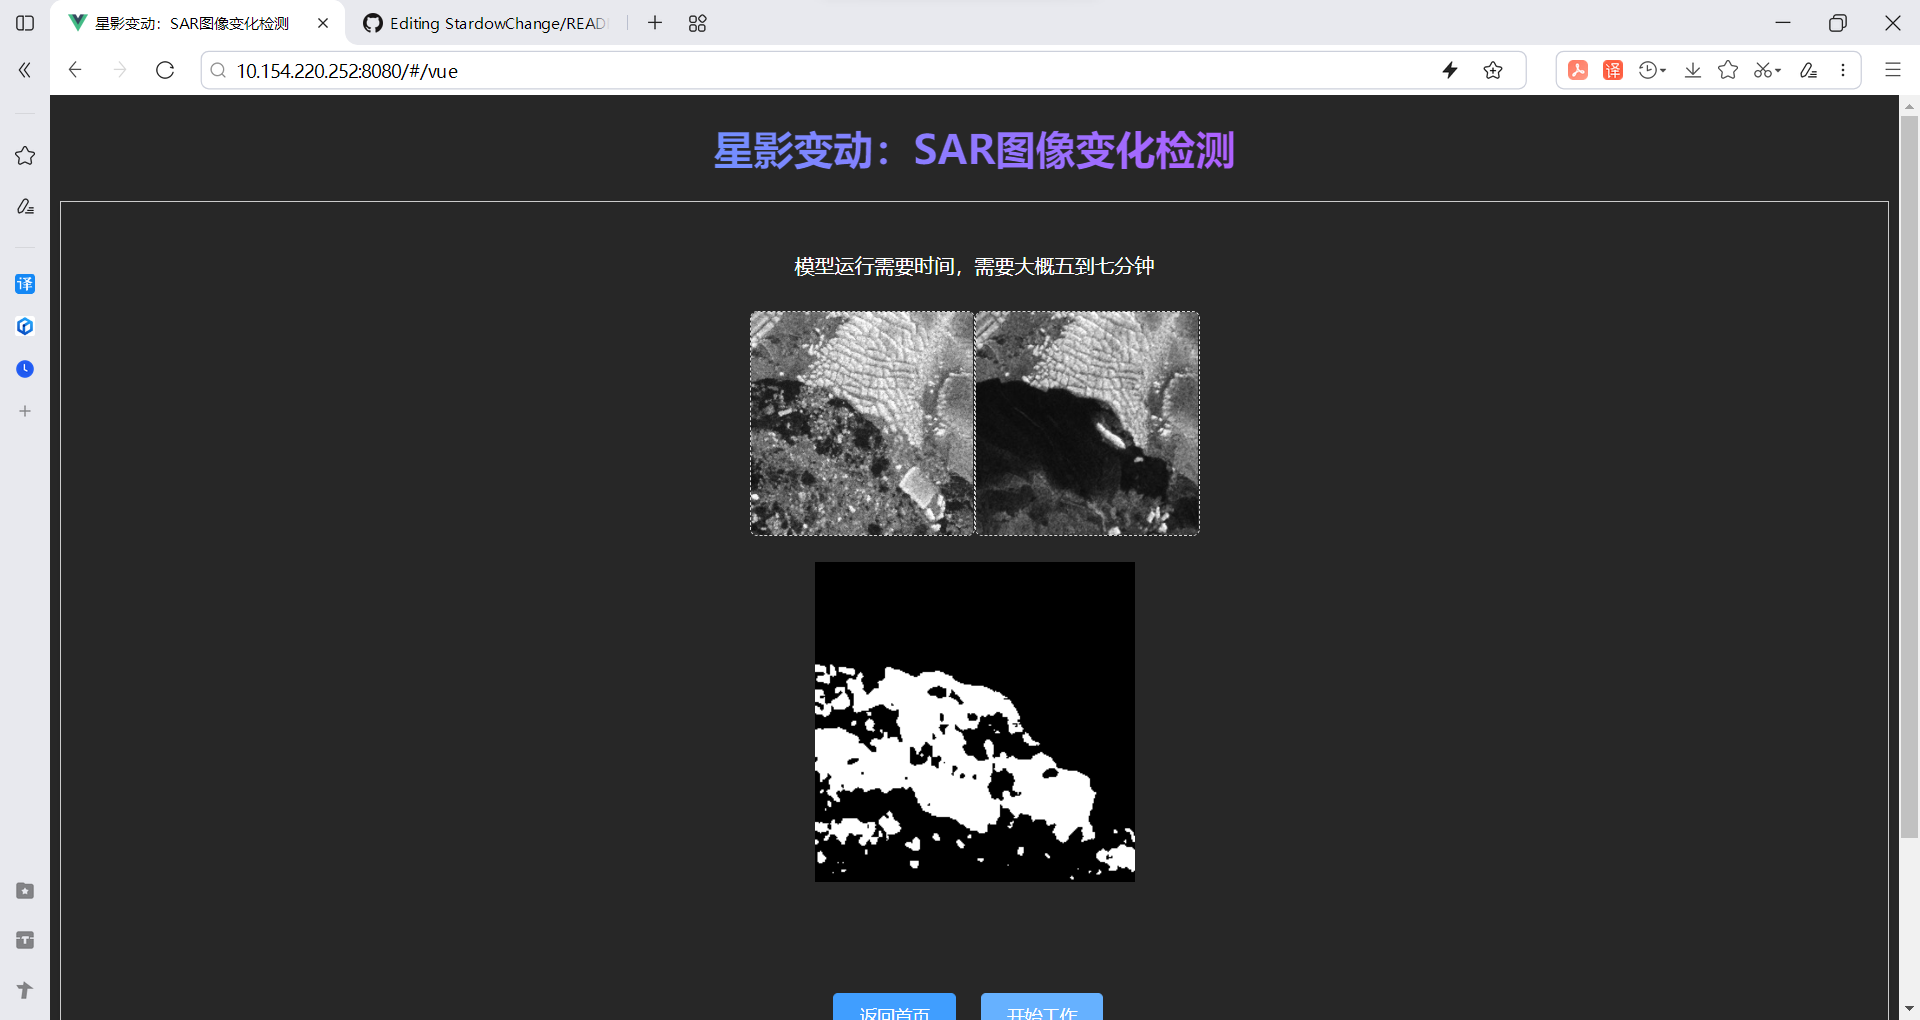 星影变动：SAR图像变化检测
Editing StardowChange/READ
10.154.220.252:8080/#/vue
译
译
星影变动：SAR图像变化检测
模型运行需要时间，需要大概五到七分钟
返回首页
开始工作